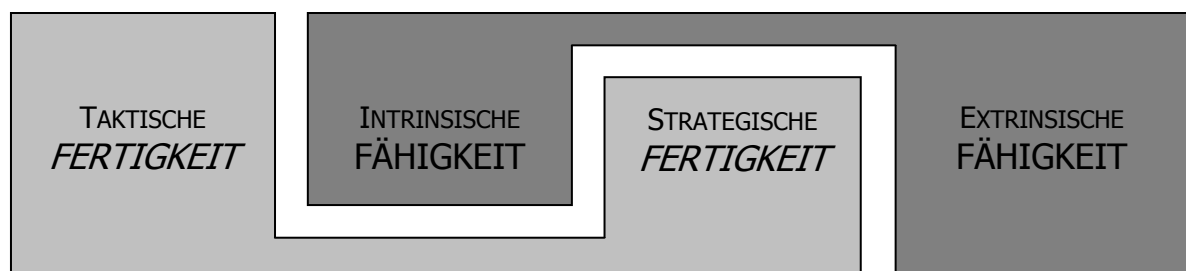 TAKTISCHE
FERTIGKEIT
INTRINSISCHE
FÄHIGKEIT
STRATEGISCHE
FERTIGKEIT
EXTRINSISCHE
FÄHIGKEIT